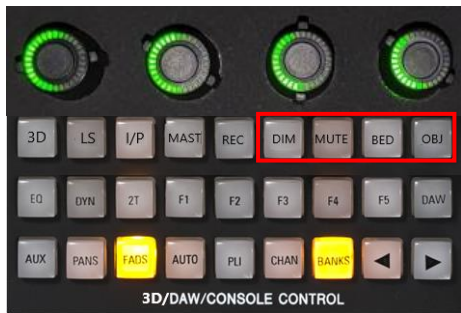 3D LS I/P MAST REC DIM MUTE BED OBJ
EQ DYN 2T F1 F2 F3 F4 F5 DAW
AUX PANS FADS AUTO PLI CHAN BANKS ◀ ▶
3D/DAW/CONSOLE CONTROL